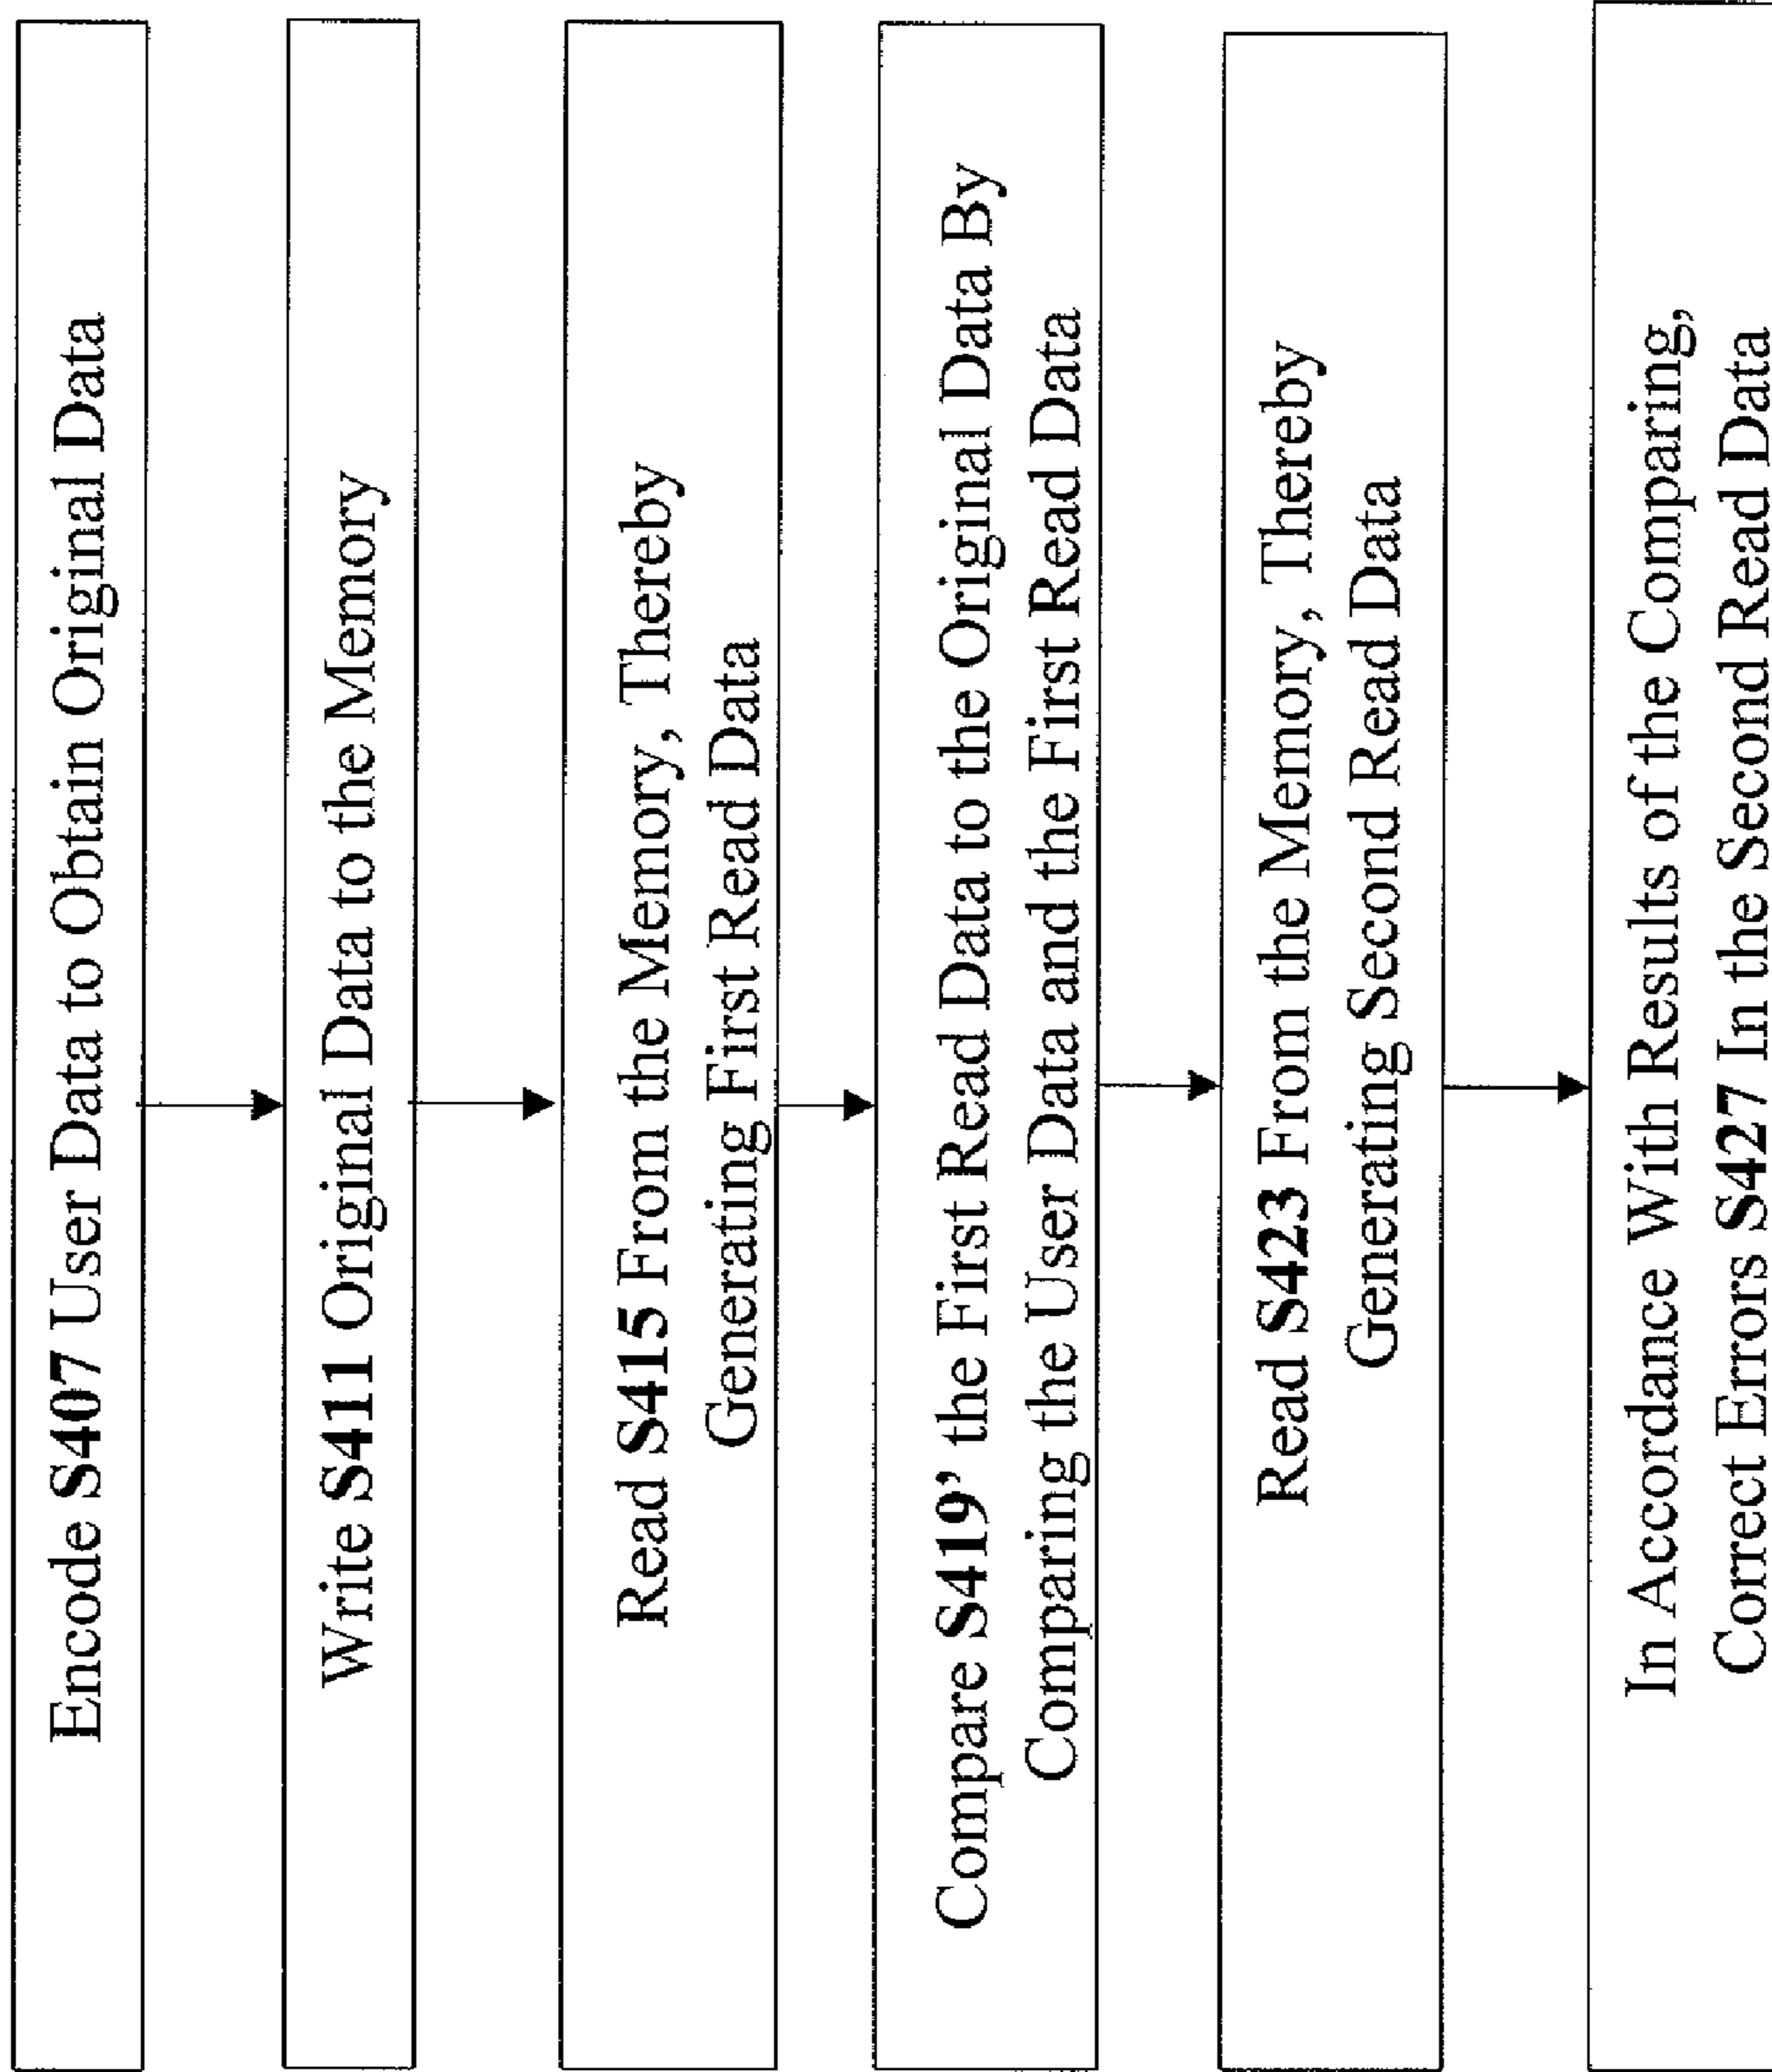 Encode S407 User Data to Obtain Original Data
Write S411 Original Data to the Memory
Read S415 From the Memory, Thereby
Generating First Read Data
Compare S419' the First Read Data to the Original Data By
Comparing the User Data and the First Read Data
Read S423 From the Memory, Thereby
Generating Second Read Data
In Accordance With Results of the Comparing,
Correct Errors S427 In the Second Read Data